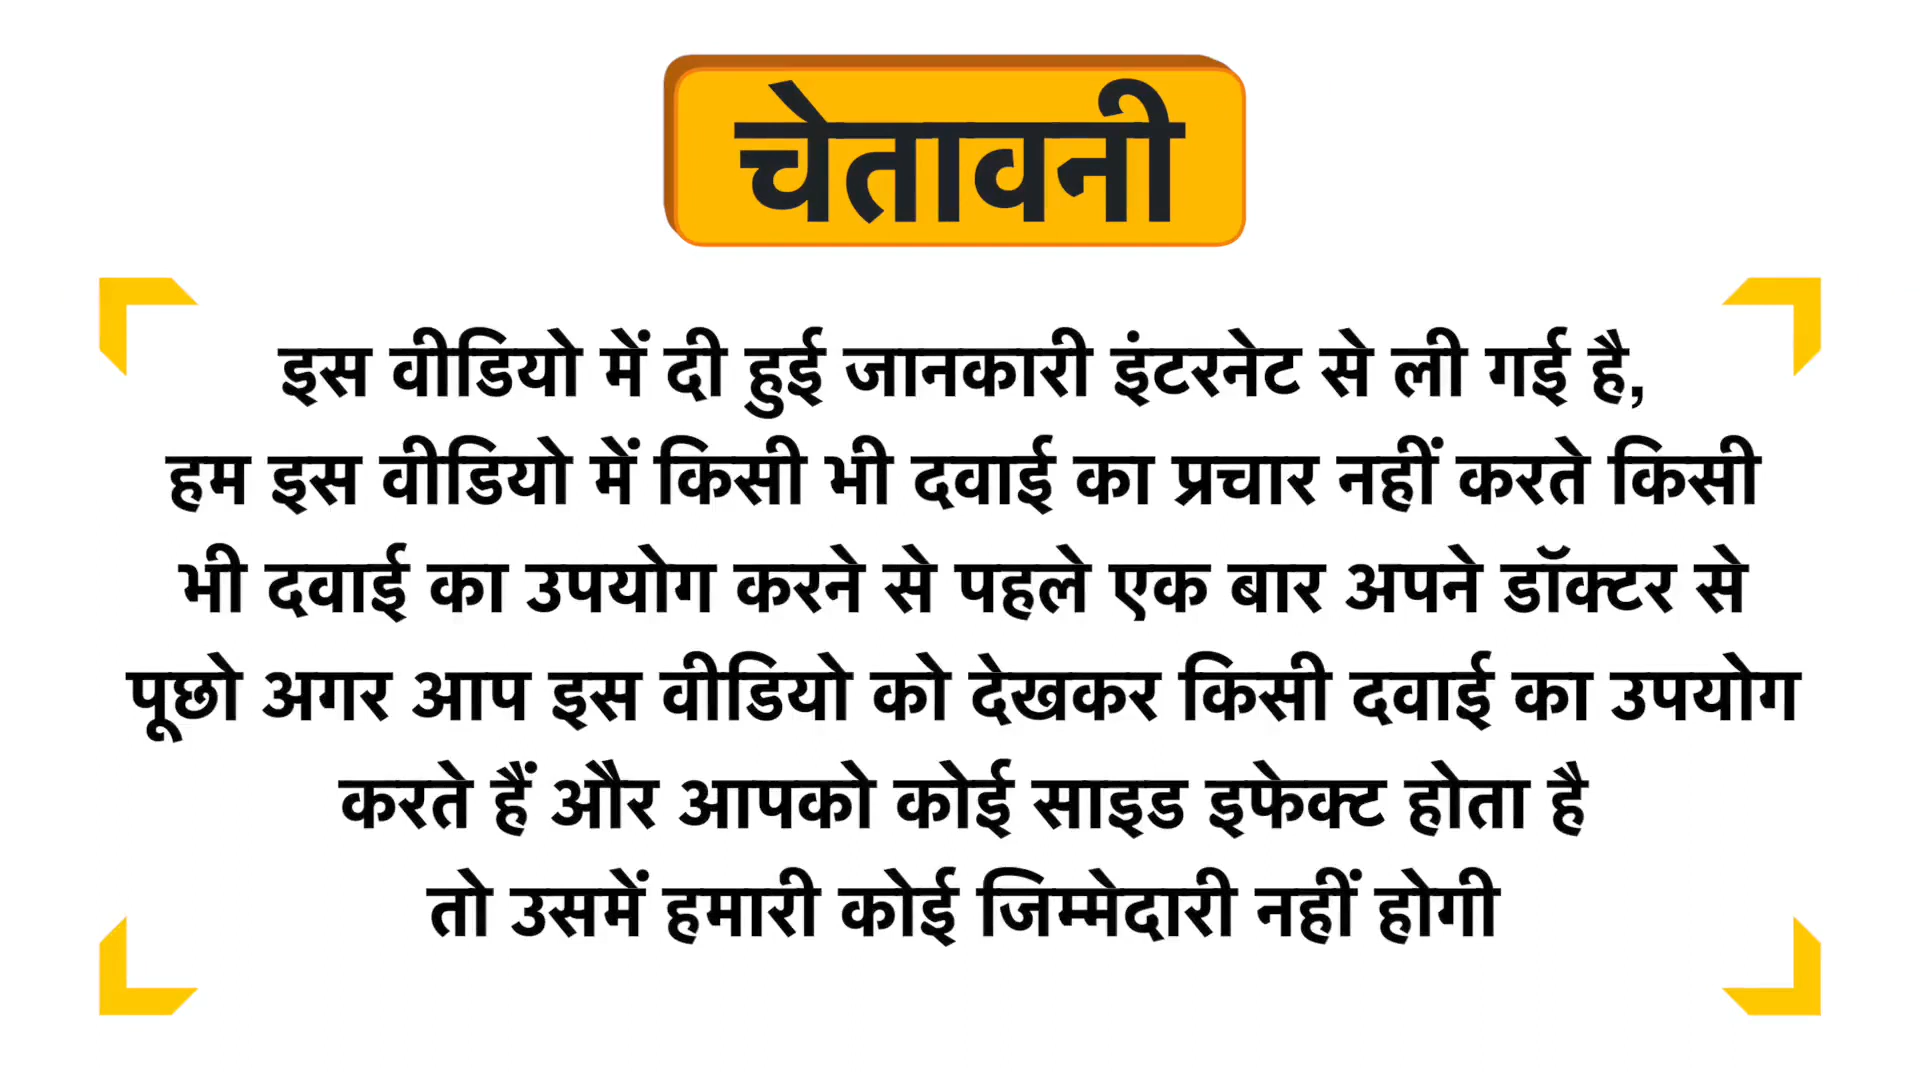 चेतावनी
इस वीडियो में दी हुई जानकारी इंटरनेट से ली गई है,
हम इस वीडियो में किसी भी दवाई का प्रचार नहीं करते किसी
भी दवाई का उपयोग करने से पहले एक बार अपने डॉक्टर से
पूछो अगर आप इस वीडियो को देखकर किसी दवाई का उपयोग
करते हैं और आपको कोई साइड इफेक्ट होता है
तो उसमें हमारी कोई जिम्मेदारी नहीं होगी